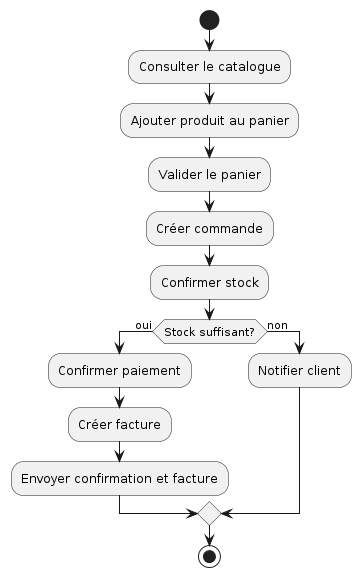 Consulter le catalogue
Ajouter produit au panier
Valider le panier
Créer commande
Confirmer stock
oui
Stock suffisant?
non
Confirmer paiement
Notifier client
Créer facture
Envoyer confirmation et facture